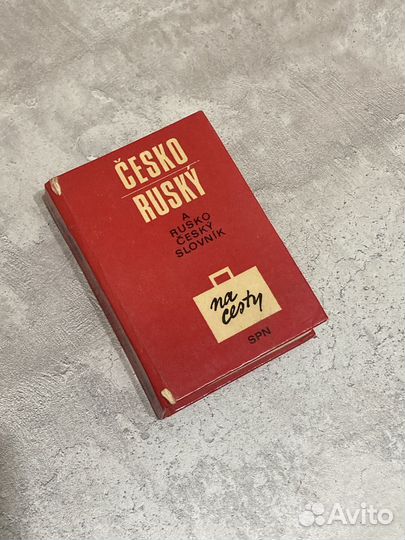 ČESKO
RUSKÝ
A
RUSKO
ČESKÝ
SLOVNÍK
na
cesty
SPN
Avito